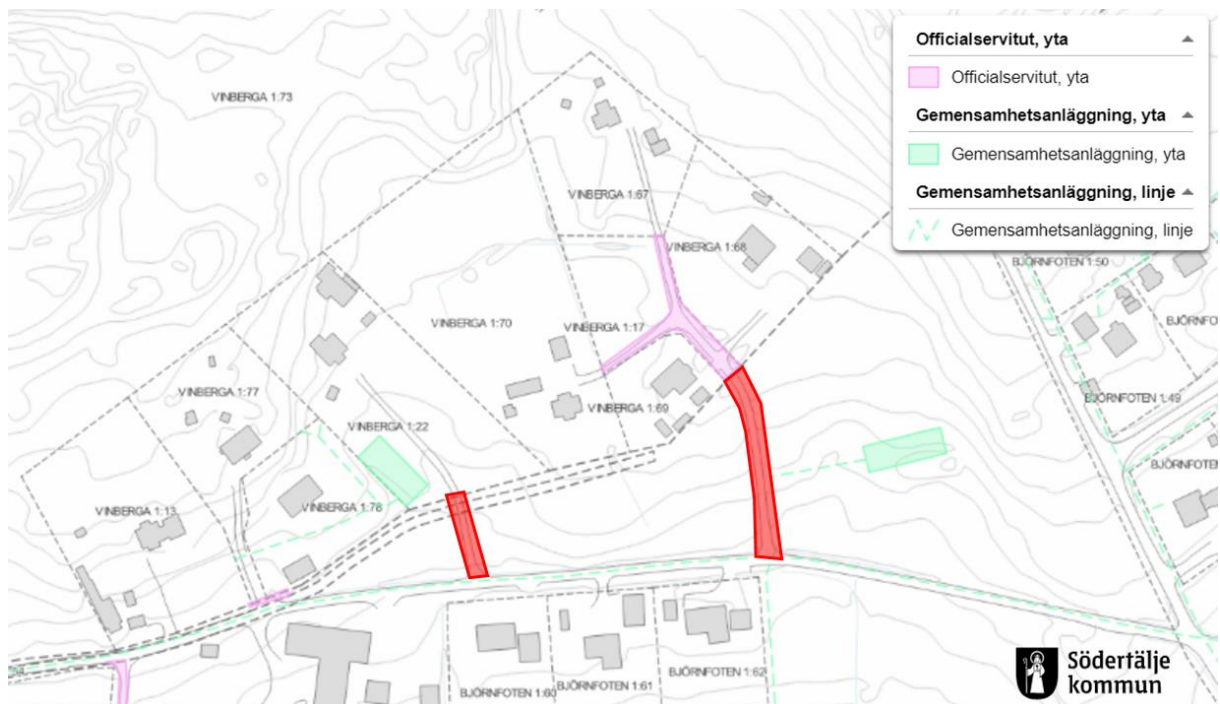 Officialservitut, yta
Officialservitut, yta
Gemensamhetsanläggning, yta
Gemensamhetsanläggning, yta
Gemensamhetsanläggning, linje
Gemensamhetsanläggning, linje
VINBERGA 1:73
VINBERGA 1:67
VINBERGA 1:68
BJÖRNFOTEN 1:50
VINBERGA 1:70
VINBERGA 1:17
BJÖRNFO
VINBERGA 1:77
BJÖRNFOTEN 1:49
VINBERGA 1:69
VINBERGA 1:22
BJÖRNFOTEN
VINBERGA 1:13
VINBERGA 1:78
BJÖRNFOTEN 1:60
BJÖRNFOTEN 1:61
BJÖRNFOTEN 1:62
Södertälje
kommun